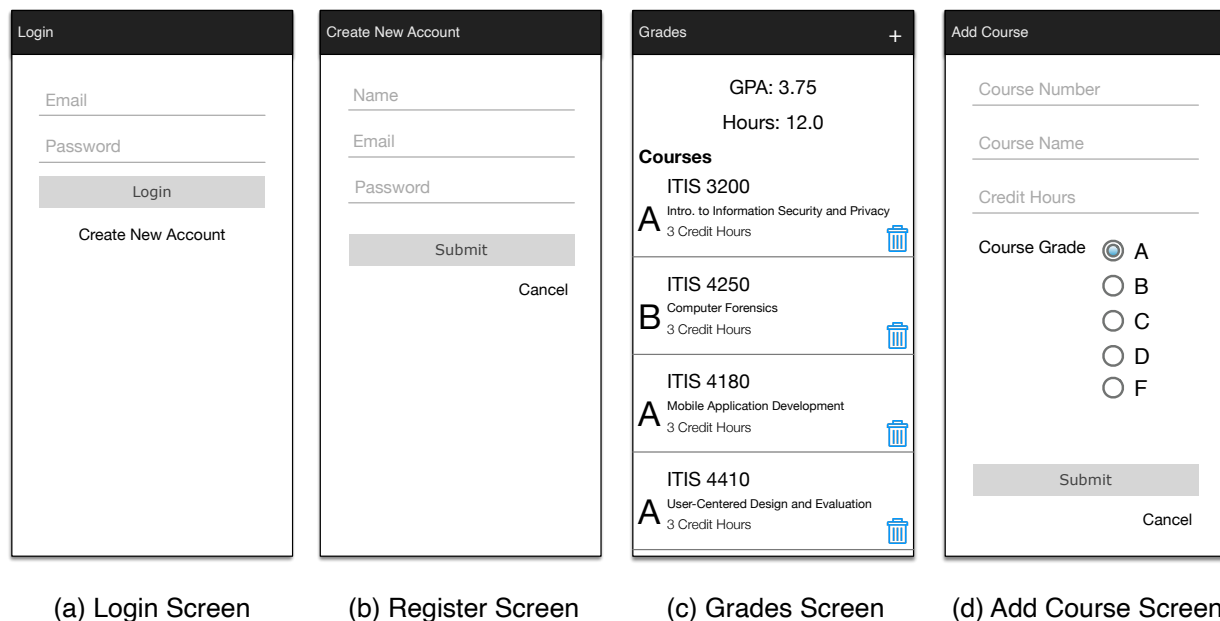 Login
Email
Password
Login
Create New Account
(a) Login Screen
Create New Account
Name
Email
Password
Submit
Cancel
(b) Register Screen
Grades +
GPA: 3.75
Hours: 12.0
Courses
ITIS 3200
A Intro. to Information Security and Privacy
3 Credit Hours
ITIS 4250
B Computer Forensics
3 Credit Hours
ITIS 4180
A Mobile Application Development
3 Credit Hours
ITIS 4410
A User-Centered Design and Evaluation
3 Credit Hours
(c) Grades Screen
Add Course
Course Number
Course Name
Credit Hours
Course Grade A
B
C
D
F
Submit
Cancel
(d) Add Course Screen